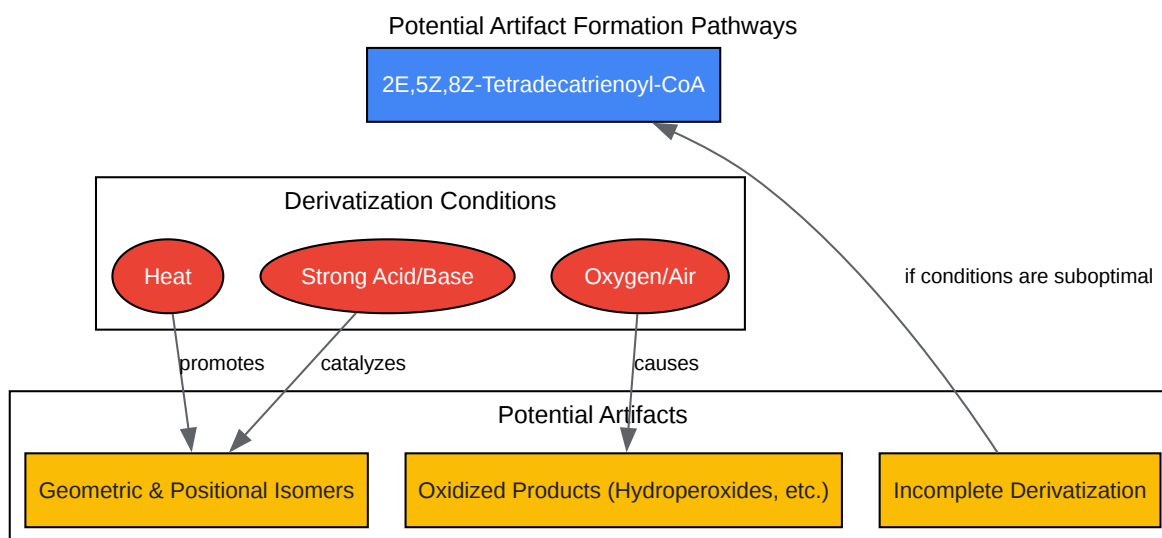 Potential Artifact Formation Pathways
2E,5Z,8Z-Tetradecatrienoyl-CoA
Derivatization Conditions
Heat
Strong Acid/Base
Oxygen/Air
if conditions are suboptimal
promotes
catalyzes
causes
Potential Artifacts
Geometric & Positional Isomers
Oxidized Products (Hydroperoxides, etc.)
Incomplete Derivatization